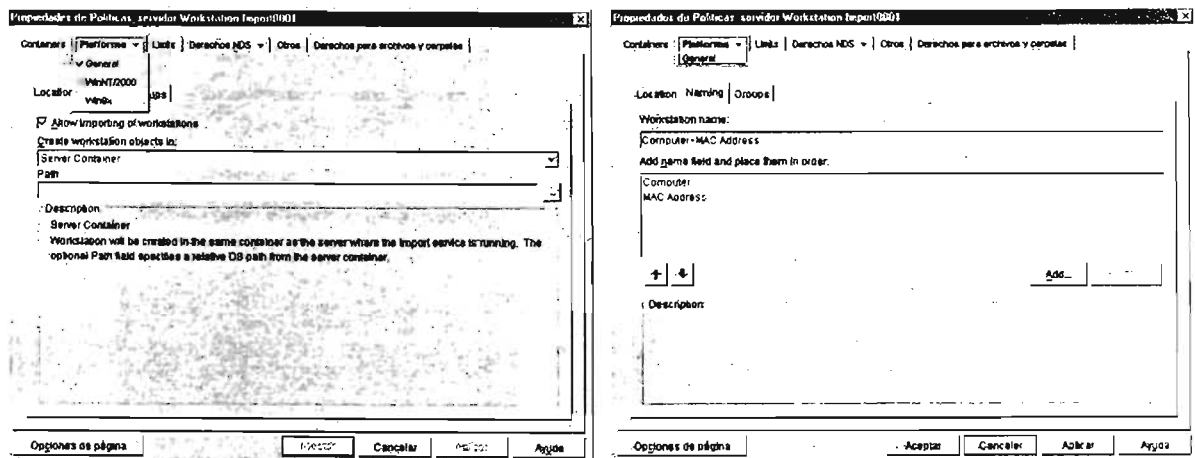 Propiedades de Políticas servidor Workstation Import0001
Containers Platforms Limits Derechos NDS Otros Derechos para archivos y carpetas
General
WinNT/2000
Win9x
Location
Allow importing of workstations
Create workstation objects in:
Server Container
Path
Description
Server Container
Workstation will be created in the same container as the server where the import service is running. The
optional Path field specifies a relative DS path from the server container.
Opciones de página Cancelar Ayuda
Propiedades de Políticas servidor Workstation Import0001
Containers Platforms Limits Derechos NDS Otros Derechos para archivos y carpetas
General
Location Naming Groups
Workstation name:
Computer+MAC Address
Add name field and place them in order.
Computer
MAC Address
Add...
Description:
Opciones de página Aceptar Cancelar Aplicar Ayuda